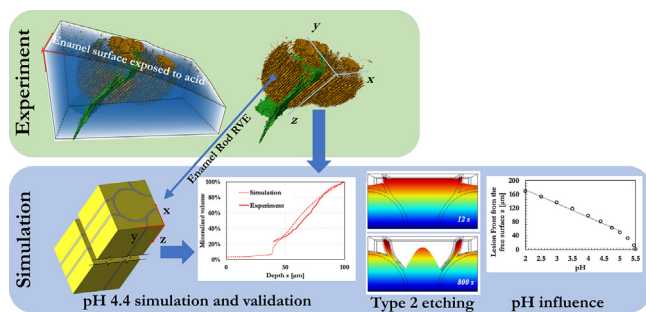 Experiment
Enamel surface exposed to acid
y
x
z
Enamel Rod RVE
Simulation
x
y
z
Mineralised volume
100%
80%
60%
40%
20%
0%
Simulation
Experiment
0
50
100
Depth z [μm]
12 s
800 s
Lesion Front from the
free surface z [μm]
200
160
120
80
40
0
2
2.5
3
3.5
4
4.5
5
5.5
pH
pH 4.4 simulation and validation
Type 2 etching
pH influence